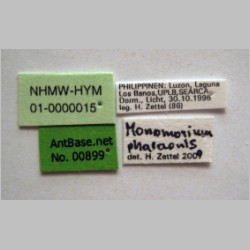 NHMW-HYM
01-0000015
PHILIPPINEN: Luzon, Laguna
Los Banos, UPLB, SEARCA,
Dorm., Licht, 30.10.1996
leg. H. Zettel (86)
AntBase.net
No. 00899
Monomorium
pharaonis
det. H. Zettel 2009